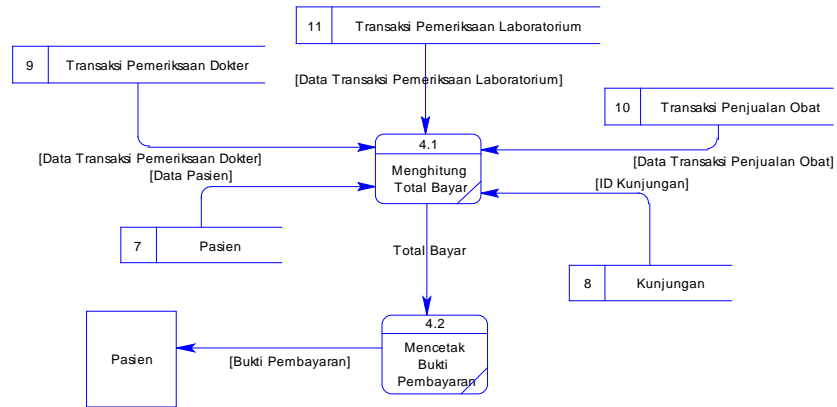 11 Transaksi Pemeriksaan Laboratorium
9 Transaksi Pemeriksaan Dokter
[Data Transaksi Pemeriksaan Laboratorium]
10 Transaksi Penjualan Obat
4.1
Menghitung
Total Bayar
[Data Transaksi Pemeriksaan Dokter]
[Data Transaksi Penjualan Obat]
[Data Pasien]
[ID Kunjungan]
7 Pasien
Total Bayar
8 Kunjungan
4.2
Mencetak
Bukti
Pembayaran
[Bukti Pembayaran]
Pasien